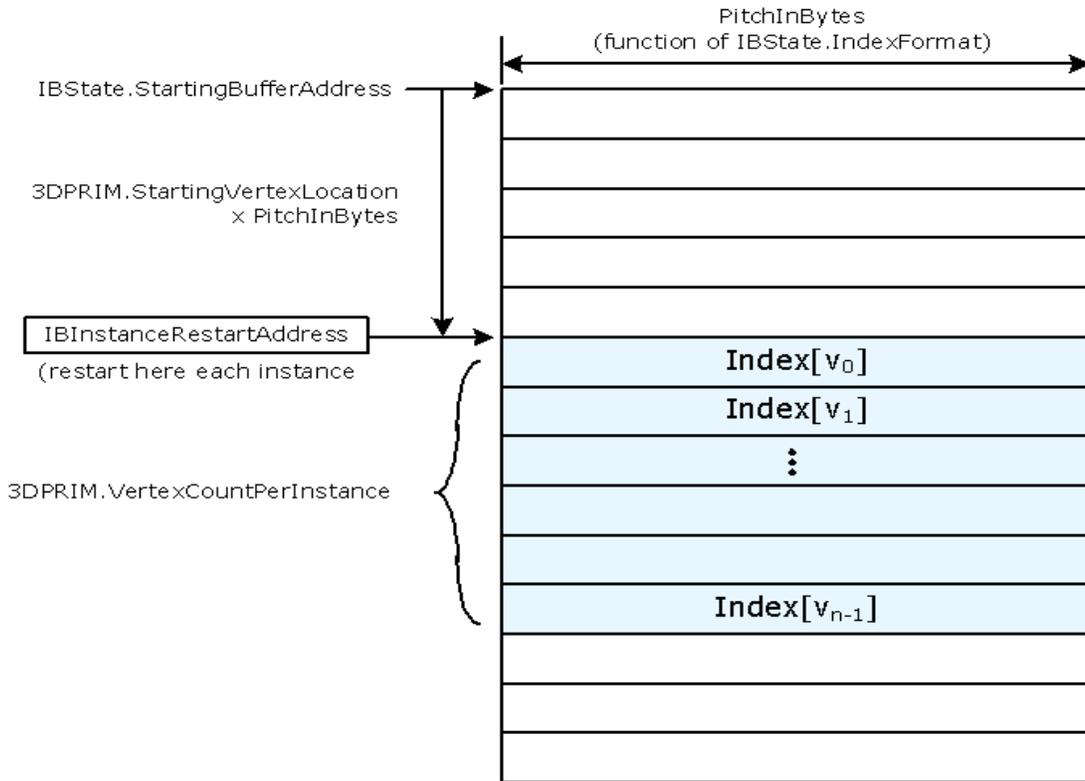 PitchInBytes
(function of IBState.IndexFormat)
IBState.StartingBufferAddress
3DPRIM.StartingVertexLocation
x PitchInBytes
IBInstanceRestartAddress
(restart here each instance
Index[v₀]
Index[v₁]
⋮
3DPRIM.VertexCountPerInstance
Index[vₙ₋₁]